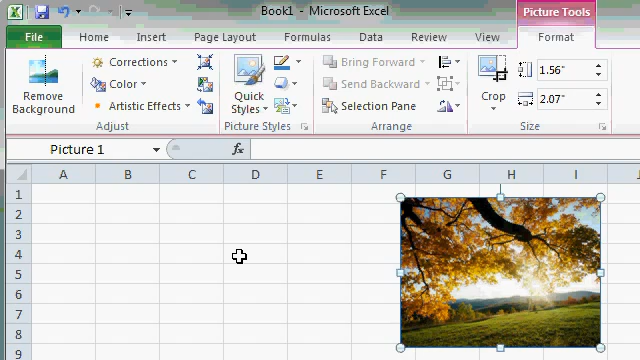 Book1 - Microsoft Excel
Picture Tools
File Home Insert Page Layout Formulas Data Review View Format
Remove Background
Corrections
Color
Artistic Effects
Adjust
Quick Styles
Picture Styles
Bring Forward
Send Backward
Selection Pane
Arrange
Crop
1.56"
2.07"
Size
Picture 1
fx
A B C D E F G H I J
1
2
3
4
5
6
7
8
9